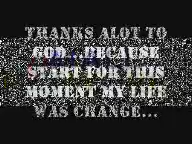 THANKS ALOT TO
GOD.. BECAUSE
START FOR THIS
MOMENT MY LIFE
WAS CHANGE...